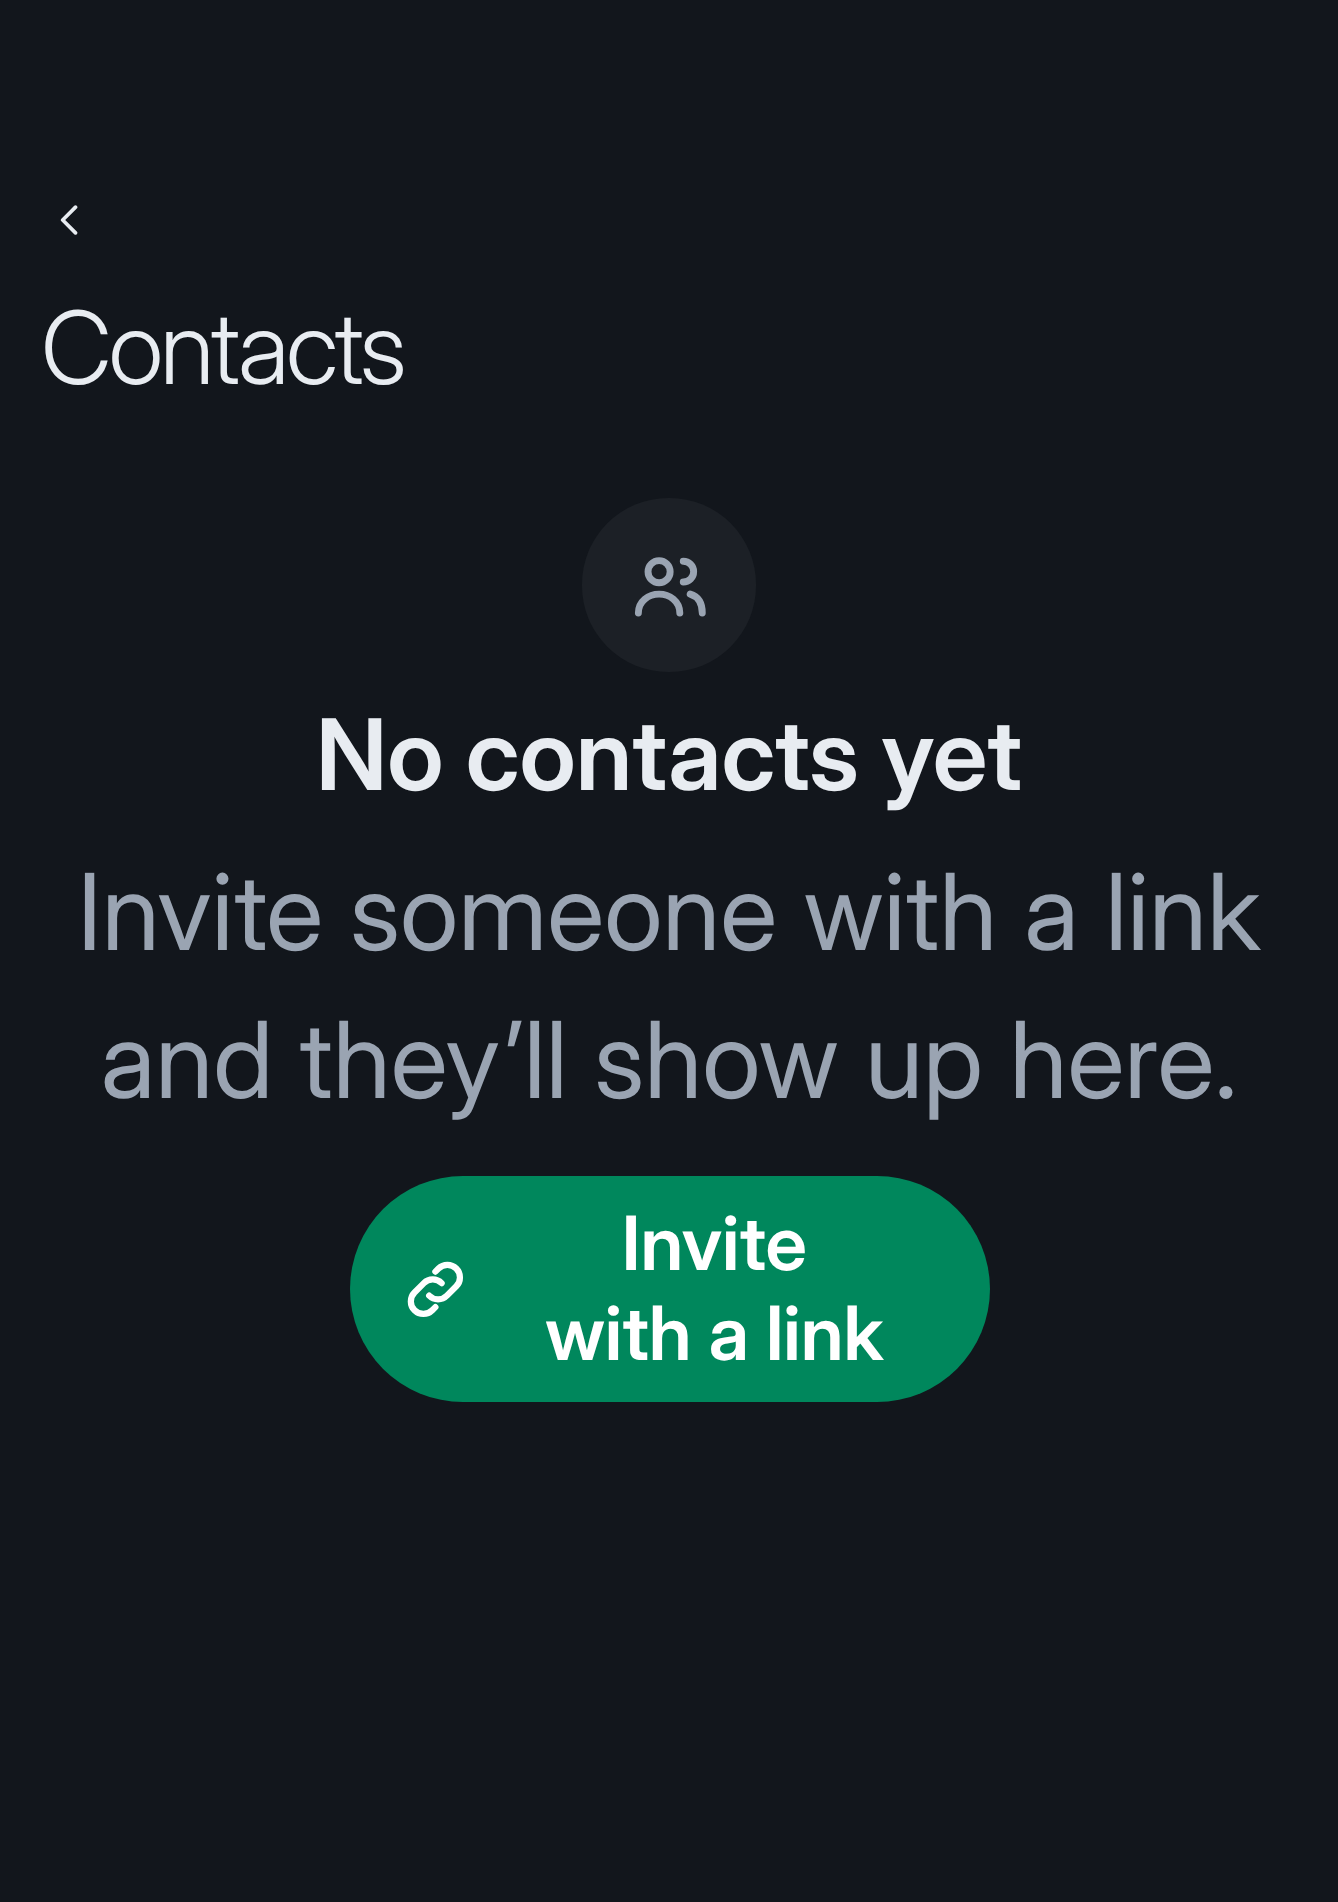 Contacts
No contacts yet
Invite someone with a link
and they’ll show up here.
Invite
with a link